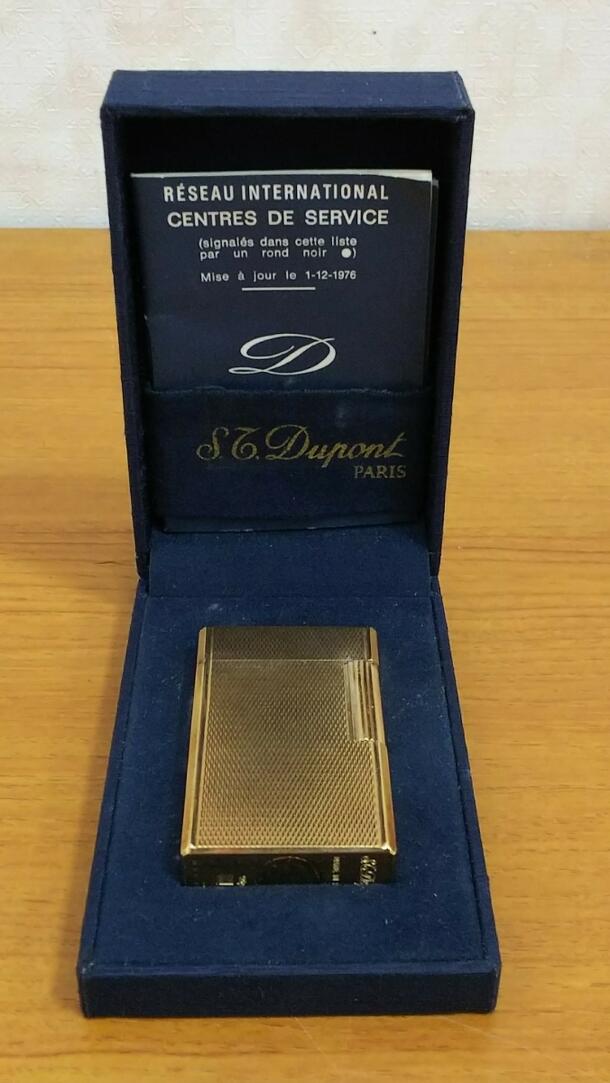 RÉSEAU INTERNATIONAL
CENTRES DE SERVICE
(signalés dans cette liste
par un rond noir ●)
Mise à jour le 1-12-1976
D
S.T. Dupont
PARIS